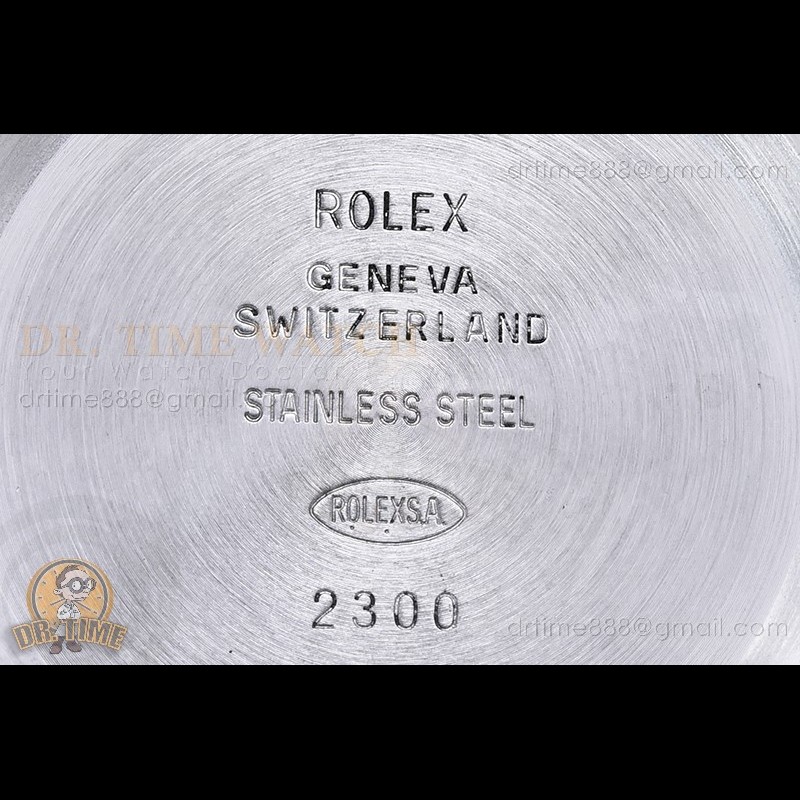 drtime888@gmail.com
ROLEX
GENEVA
SWITZERLAND
DR. TIME WATCH
Your Watch Doctor
drtime888@gmail.com
STAINLESS STEEL
ROLEXS.A.
2300
DR. TIME
drtime888@gmail.com